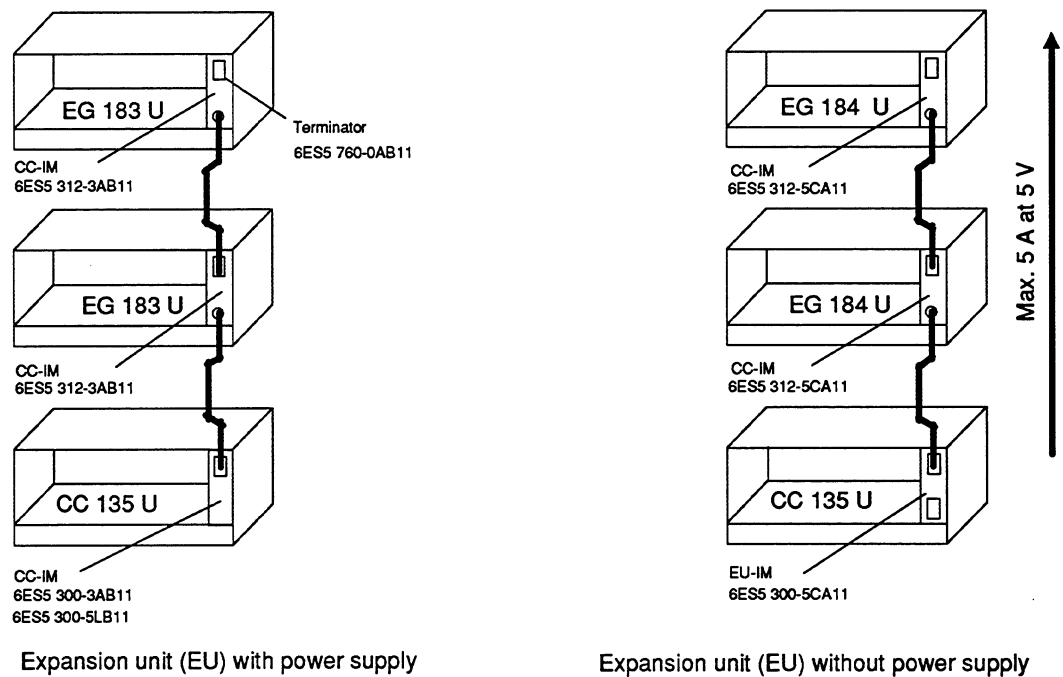 EG 183 U
Terminator
6ES5 760-0AB11
CC-IM
6ES5 312-3AB11
EG 183 U
CC-IM
6ES5 312-3AB11
CC 135 U
CC-IM
6ES5 300-3AB11
6ES5 300-5LB11
Expansion unit (EU) with power supply
EG 184 U
CC-IM
6ES5 312-5CA11
EG 184 U
CC-IM
6ES5 312-5CA11
CC 135 U
EU-IM
6ES5 300-5CA11
Max. 5 A at 5 V
Expansion unit (EU) without power supply